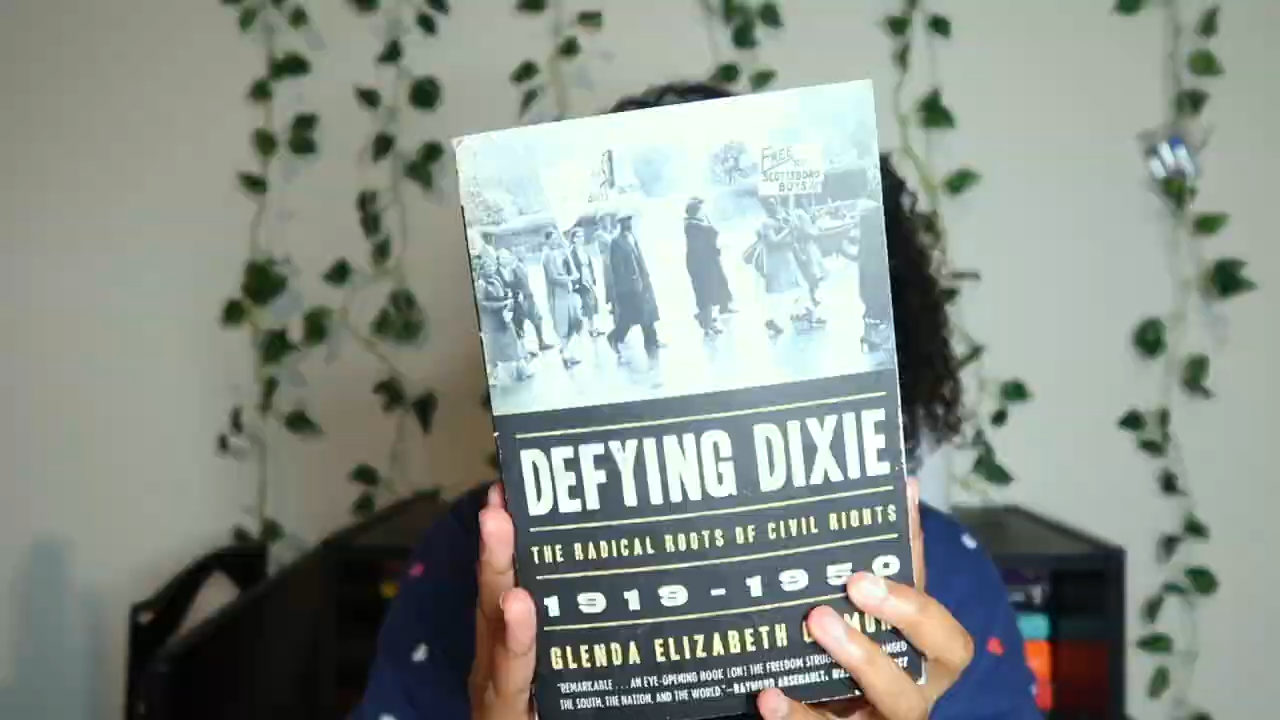 FREE
THE
SCOTTSBORO
BOYS
DEFYING DIXIE
THE RADICAL ROOTS OF CIVIL RIGHTS
1919-1950
GLENDA ELIZABETH
"REMARKABLE . . . AN EYE-OPENING BOOK [ON] THE FREEDOM
THE SOUTH, THE NATION, AND THE WORLD."—RAYMOND ARSENAULT,